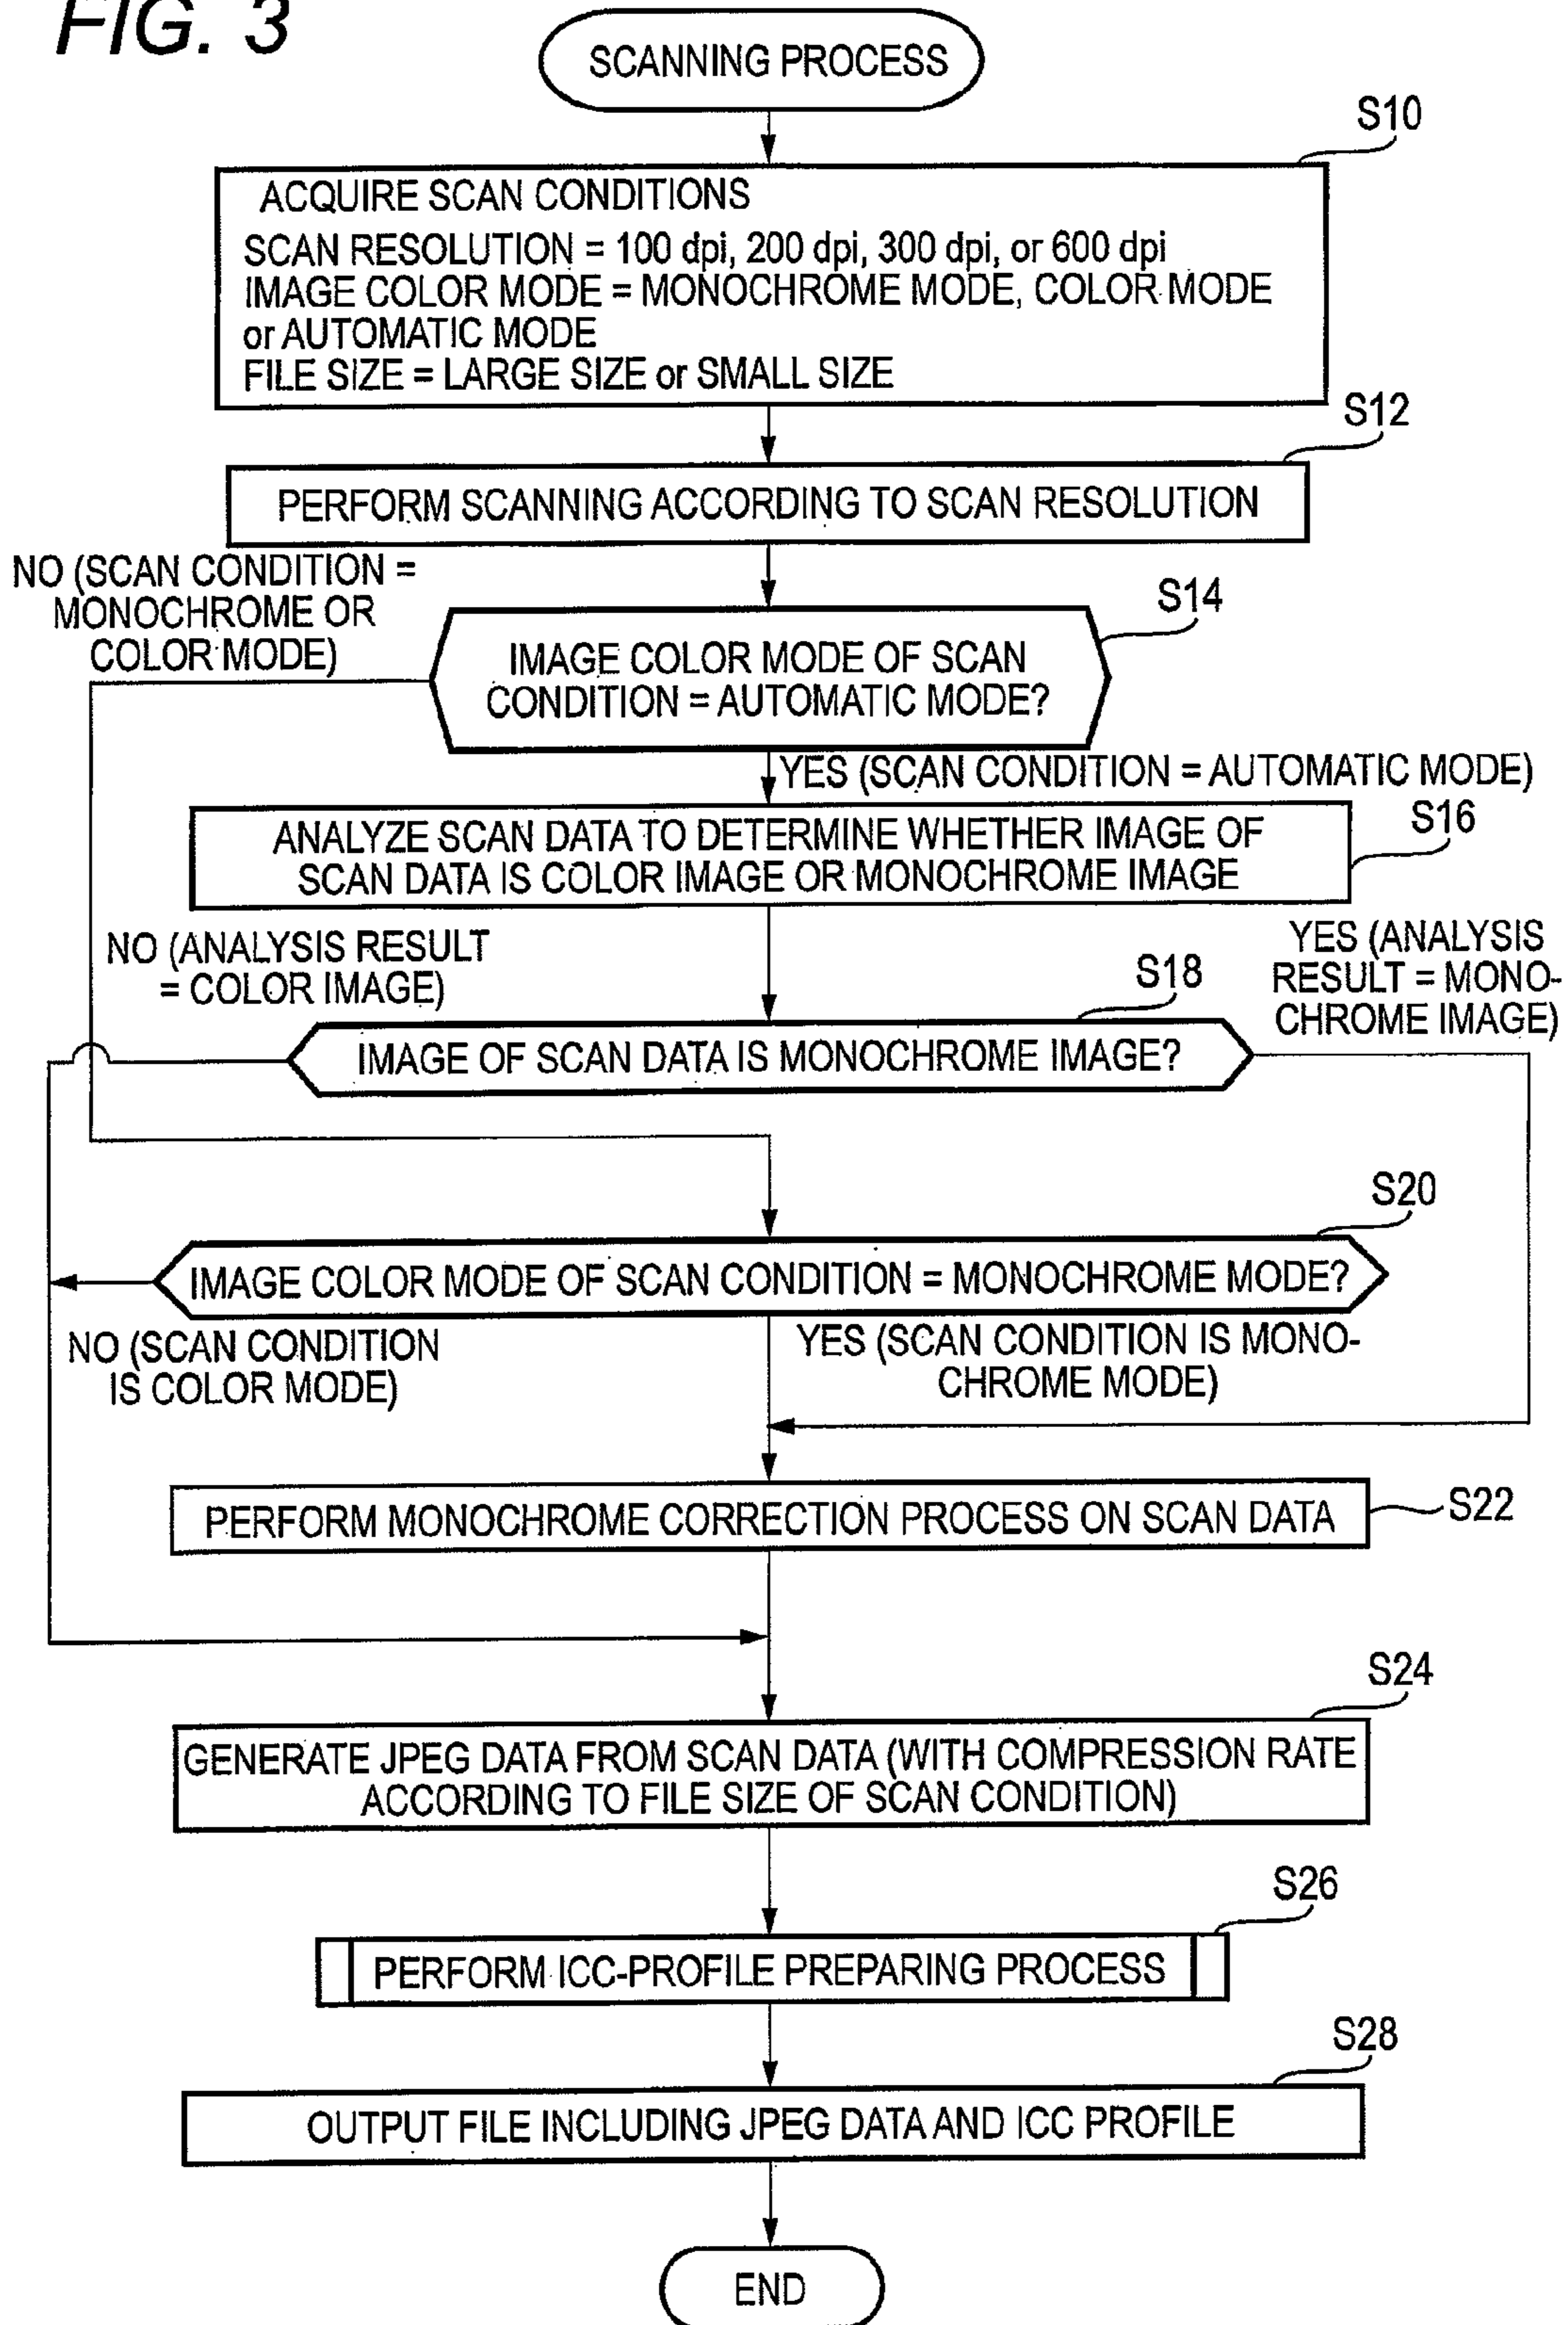 FIG. 3
SCANNING PROCESS
S10
ACQUIRE SCAN CONDITIONS
SCAN RESOLUTION = 100 dpi, 200 dpi, 300 dpi, or 600 dpi
IMAGE COLOR MODE = MONOCHROME MODE, COLOR MODE
or AUTOMATIC MODE
FILE SIZE = LARGE SIZE or SMALL SIZE
S12
PERFORM SCANNING ACCORDING TO SCAN RESOLUTION
NO (SCAN CONDITION =
MONOCHROME OR
COLOR MODE)
S14
IMAGE COLOR MODE OF SCAN
CONDITION = AUTOMATIC MODE?
YES (SCAN CONDITION = AUTOMATIC MODE)
S16
ANALYZE SCAN DATA TO DETERMINE WHETHER IMAGE OF
SCAN DATA IS COLOR IMAGE OR MONOCHROME IMAGE
NO (ANALYSIS RESULT
= COLOR IMAGE)
S18
YES (ANALYSIS
RESULT = MONO-
CHROME IMAGE)
IMAGE OF SCAN DATA IS MONOCHROME IMAGE?
S20
IMAGE COLOR MODE OF SCAN CONDITION = MONOCHROME MODE?
NO (SCAN CONDITION
IS COLOR MODE)
YES (SCAN CONDITION IS MONO-
CHROME MODE)
PERFORM MONOCHROME CORRECTION PROCESS ON SCAN DATA
S22
S24
GENERATE JPEG DATA FROM SCAN DATA (WITH COMPRESSION RATE
ACCORDING TO FILE SIZE OF SCAN CONDITION)
S26
PERFORM ICC-PROFILE PREPARING PROCESS
S28
OUTPUT FILE INCLUDING JPEG DATA AND ICC PROFILE
END